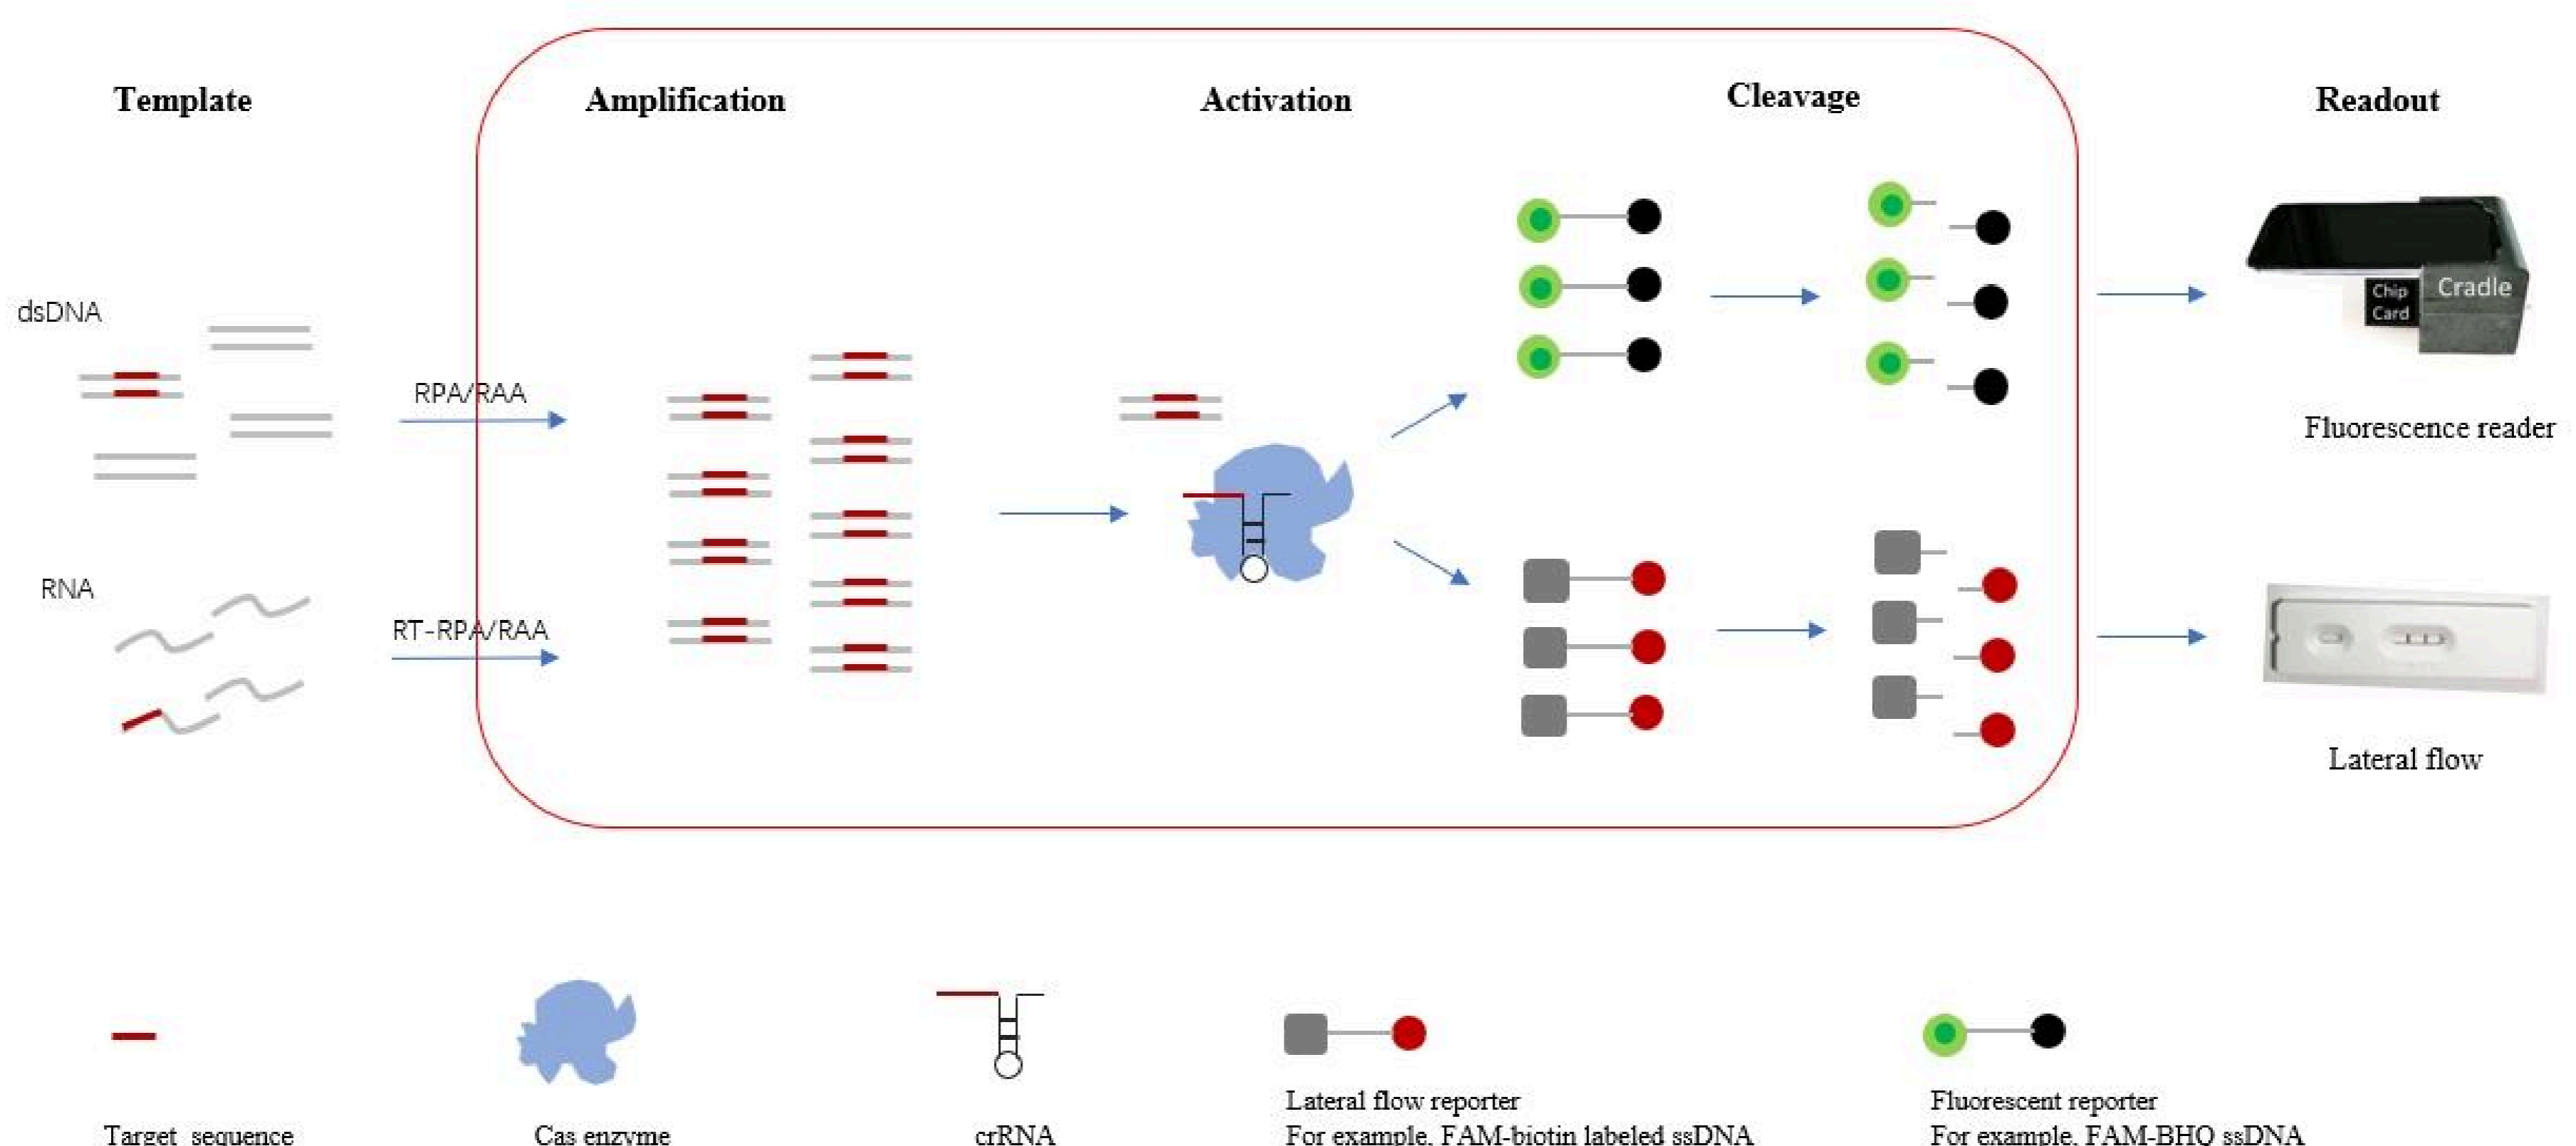 Template
Amplification
Activation
Cleavage
Readout
dsDNA
RPA/RAA
Chip
Card
Cradle
Fluorescence reader
RNA
RT-RPA/RAA
Lateral flow
Target sequence
Cas enzyme
crRNA
Lateral flow reporter
For example, FAM-biotin labeled ssDNA
Fluorescent reporter
For example, FAM-BHQ ssDNA